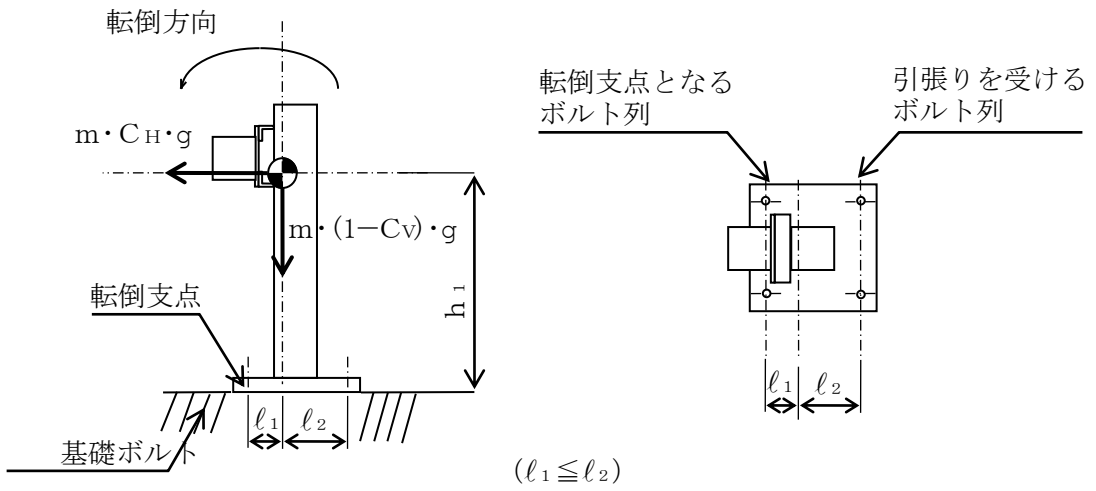 転倒方向
m・CH・g
m・(1-CV)・g
転倒支点
h1
ℓ1
ℓ2
基礎ボルト
(ℓ1≦ℓ2)
転倒支点となる
ボルト列
引張りを受ける
ボルト列
ℓ1
ℓ2